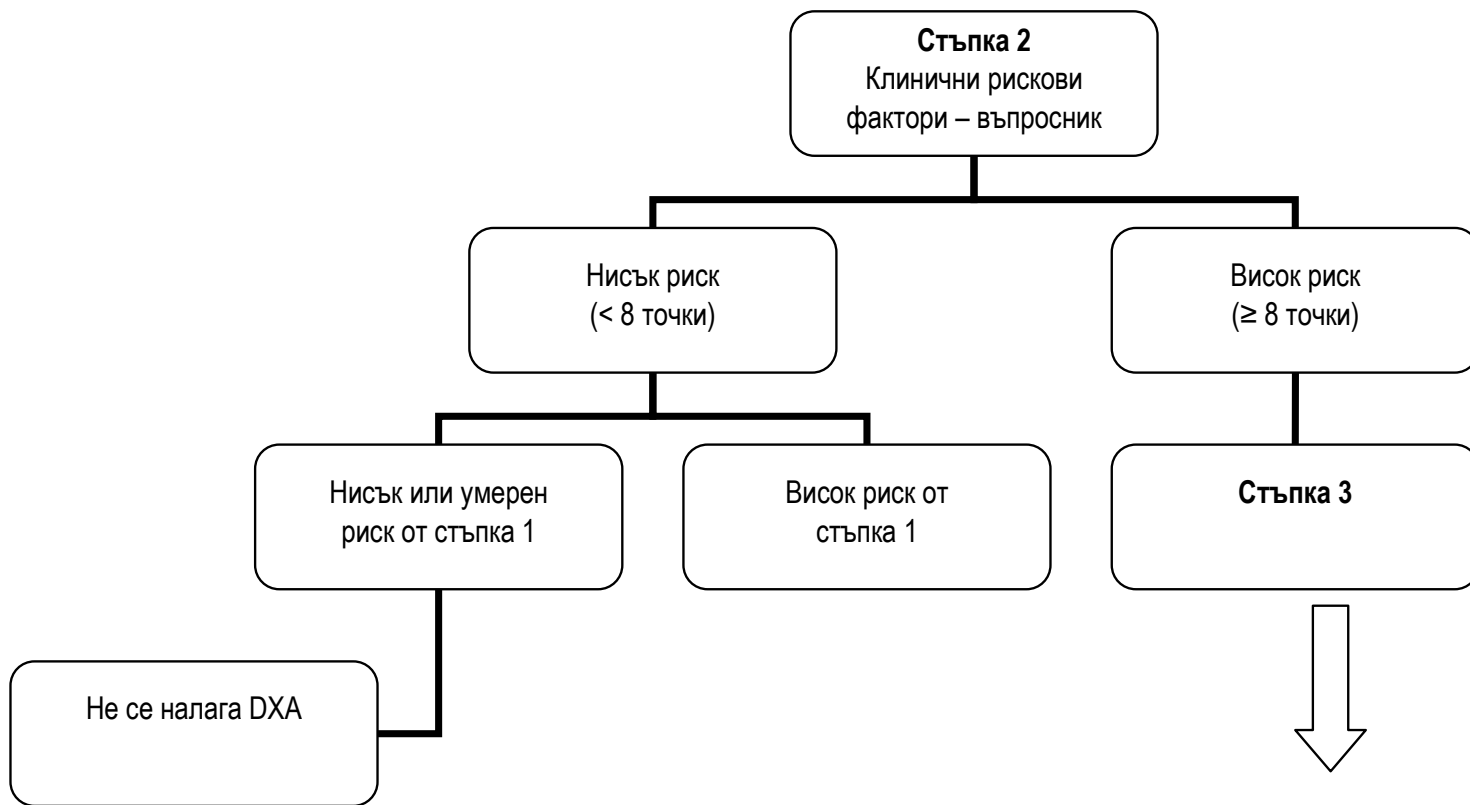 Стъпка 2
Клинични рискови
фактори – въпросник
Нисък риск
(< 8 точки)
Висок риск
(≥ 8 точки)
Нисък или умерен
риск от стъпка 1
Висок риск от
стъпка 1
Стъпка 3
Не се налага DXA